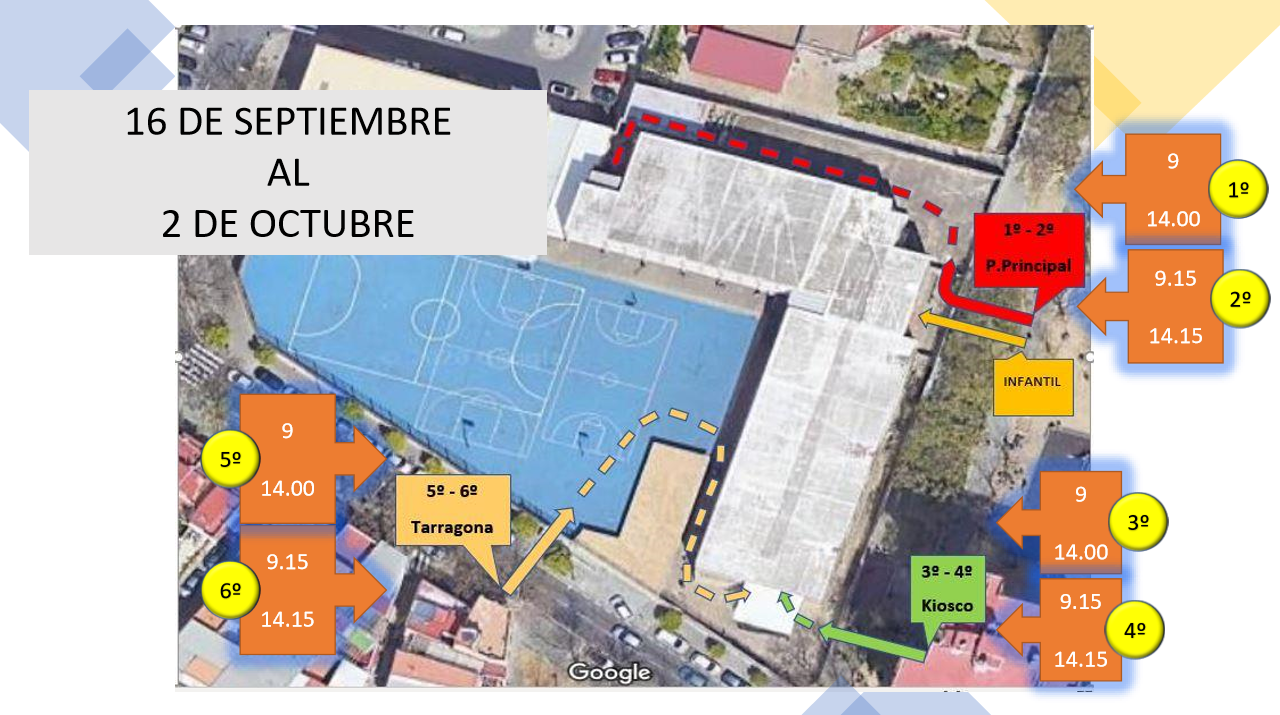 16 DE SEPTIEMBRE
AL
2 DE OCTUBRE
9
14.00
1º
9.15
14.15
2º
1º - 2º
P.Principal
INFANTIL
9
14.00
5º
9.15
14.15
6º
5º - 6º
Tarragona
9
14.00
3º
9.15
14.15
4º
3º - 4º
Kiosco
Google